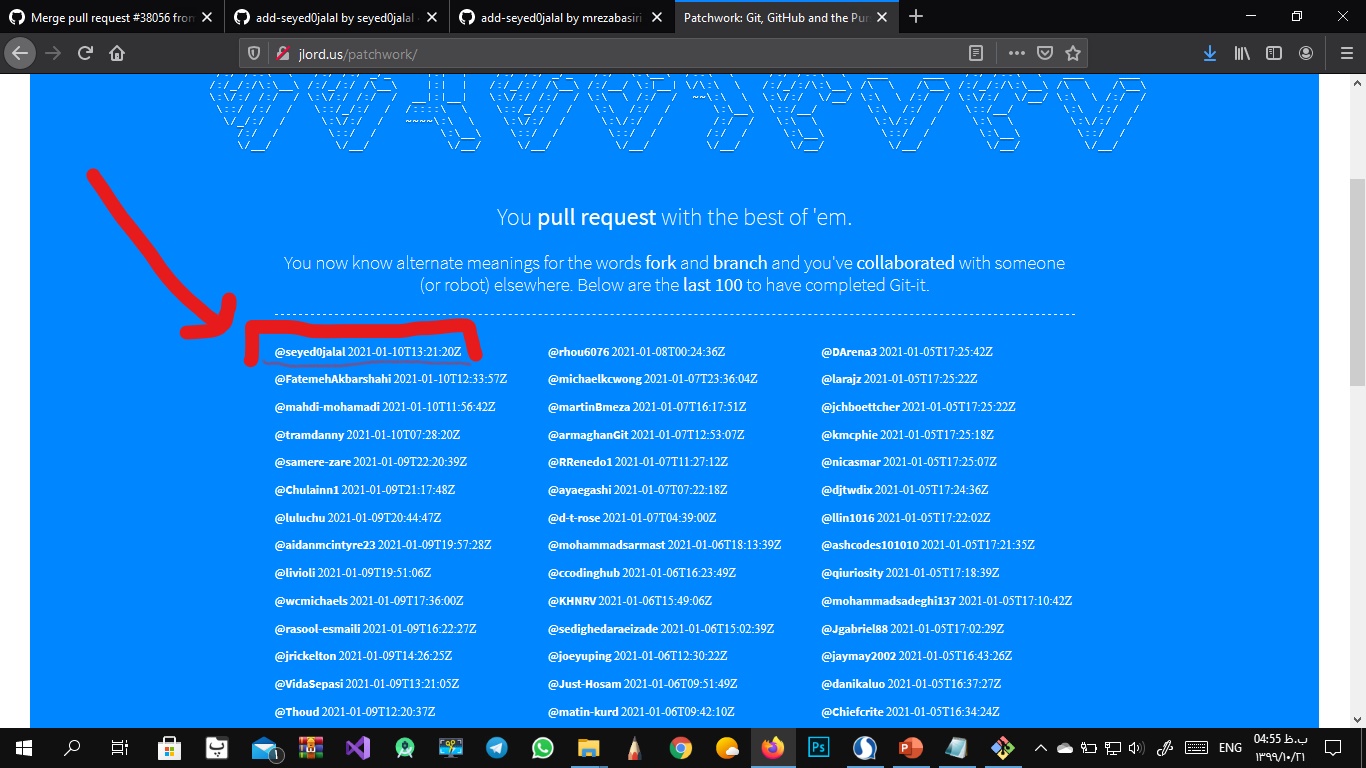 Merge pull request #38056 from
add-seyed0jalal by seyed0jalal
add-seyed0jalal by mrezabasiri
Patchwork: Git, GitHub and the Pur
jlord.us/patchwork/
You pull request with the best of 'em.
You now know alternate meanings for the words fork and branch and you've collaborated with someone
(or robot) elsewhere. Below are the last 100 to have completed Git-it.
@seyed0jalal 2021-01-10T13:21:20Z @rhou6076 2021-01-08T00:24:36Z @DArena3 2021-01-05T17:25:42Z
@FatemehAkbarshahi 2021-01-10T12:33:57Z @michaelkcwong 2021-01-07T23:36:04Z @larajz 2021-01-05T17:25:22Z
@mahdi-mohamadi 2021-01-10T11:56:42Z @martinBmeza 2021-01-07T16:17:51Z @jchboettcher 2021-01-05T17:25:22Z
@tramdanny 2021-01-10T07:28:20Z @armaghanGit 2021-01-07T12:53:07Z @kmcphie 2021-01-05T17:25:18Z
@samere-zare 2021-01-09T22:20:39Z @RRenedo1 2021-01-07T11:27:12Z @nicasmar 2021-01-05T17:25:07Z
@Chulainn1 2021-01-09T21:17:48Z @ayaegashi 2021-01-07T07:22:18Z @djtwdix 2021-01-05T17:24:36Z
@luluchu 2021-01-09T20:44:47Z @d-t-rose 2021-01-07T04:39:00Z @llin1016 2021-01-05T17:22:02Z
@aidanmcintyre23 2021-01-09T19:57:28Z @mohammadsarmast 2021-01-06T18:13:39Z @ashcodes101010 2021-01-05T17:21:35Z
@livioli 2021-01-09T19:51:06Z @ccodinghub 2021-01-06T16:23:49Z @qiuriosity 2021-01-05T17:18:39Z
@wcmichaels 2021-01-09T17:36:00Z @KHNRV 2021-01-06T15:49:06Z @mohammadsadeghi137 2021-01-05T17:10:42Z
@rasool-esmaili 2021-01-09T16:22:27Z @sedighedaraeizade 2021-01-06T15:02:39Z @Jgabriel88 2021-01-05T17:02:29Z
@jrickelton 2021-01-09T14:26:25Z @joeyuping 2021-01-06T12:30:22Z @jaymay2002 2021-01-05T16:43:26Z
@VidaSepasi 2021-01-09T13:21:05Z @Just-Hosam 2021-01-06T09:51:49Z @danikaluo 2021-01-05T16:37:27Z
@Thoud 2021-01-09T12:20:37Z @matin-kurd 2021-01-06T09:42:10Z @Chiefcrite 2021-01-05T16:34:24Z
1
Ps
ENG
04:55 ب.ظ
۱۳۹۹/۱۰/۲۱